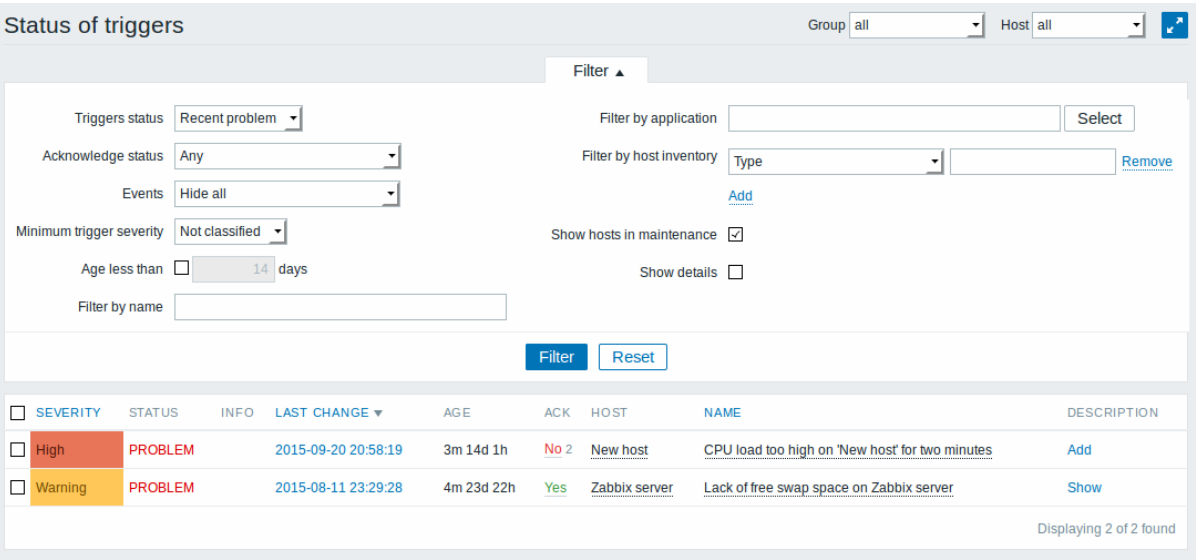 Status of triggers Group all Host all
Filter ▲
Triggers status Recent problem Filter by application Select
Acknowledge status Any Filter by host inventory Type Remove
Events Hide all Add
Minimum trigger severity Not classified Show hosts in maintenance
Age less than 14 days Show details
Filter by name
Filter Reset
SEVERITY STATUS INFO LAST CHANGE ▼ AGE ACK HOST NAME DESCRIPTION
High PROBLEM 2015-09-20 20:58:19 3m 14d 1h No 2 New host CPU load too high on 'New host' for two minutes Add
Warning PROBLEM 2015-08-11 23:29:28 4m 23d 22h Yes Zabbix server Lack of free swap space on Zabbix server Show
Displaying 2 of 2 found